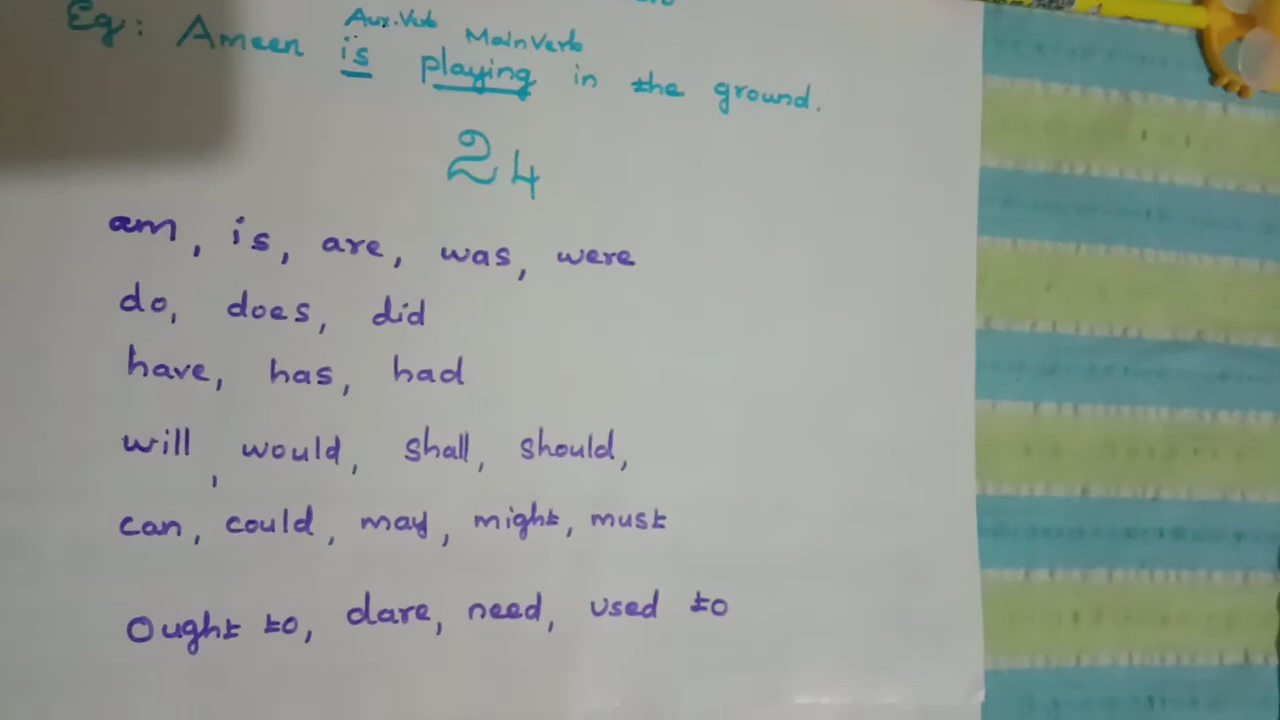 Aux.Verb Main Verb
Eg: Ameen is playing in the ground.
24
am, is, are, was, were
do, does, did
have, has, had
will, would, shall, should,
can, could, may, might, must
Ought to, dare, need, used to